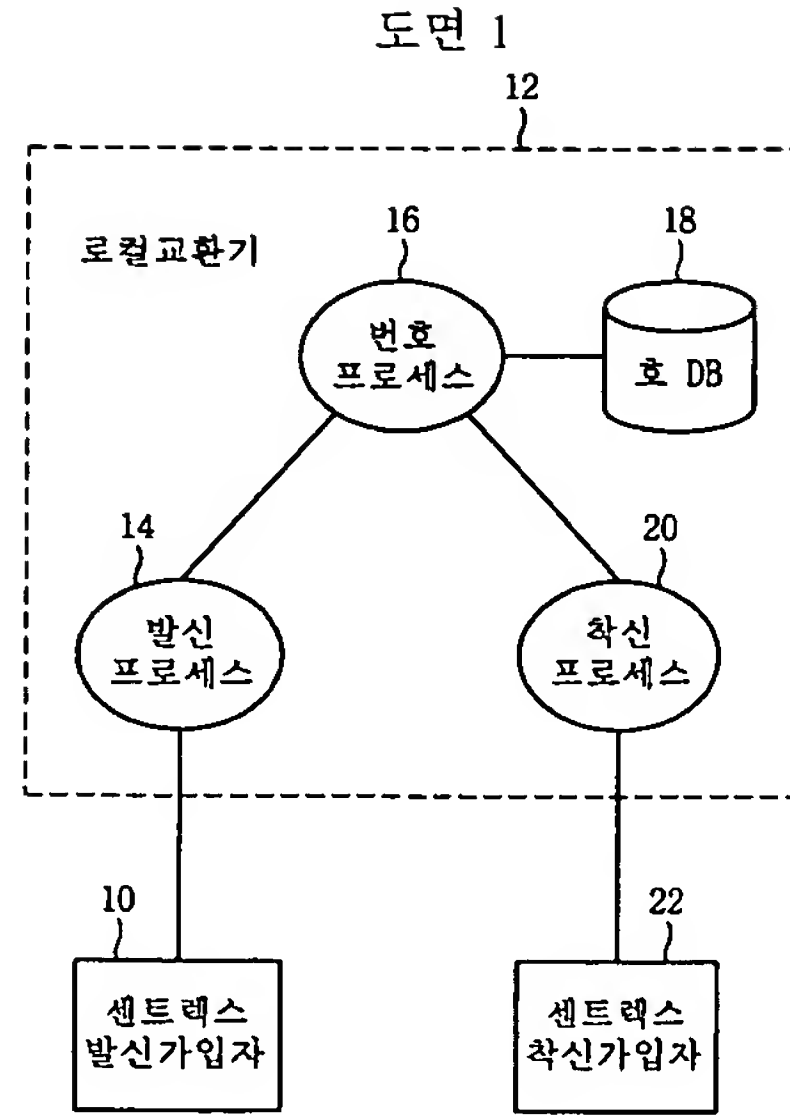 도면 1
12
로컬교환기
16
18
번호
프로세스
호 DB
14
20
발신
프로세스
착신
프로세스
10
22
센트렉스
발신가입자
센트렉스
착신가입자